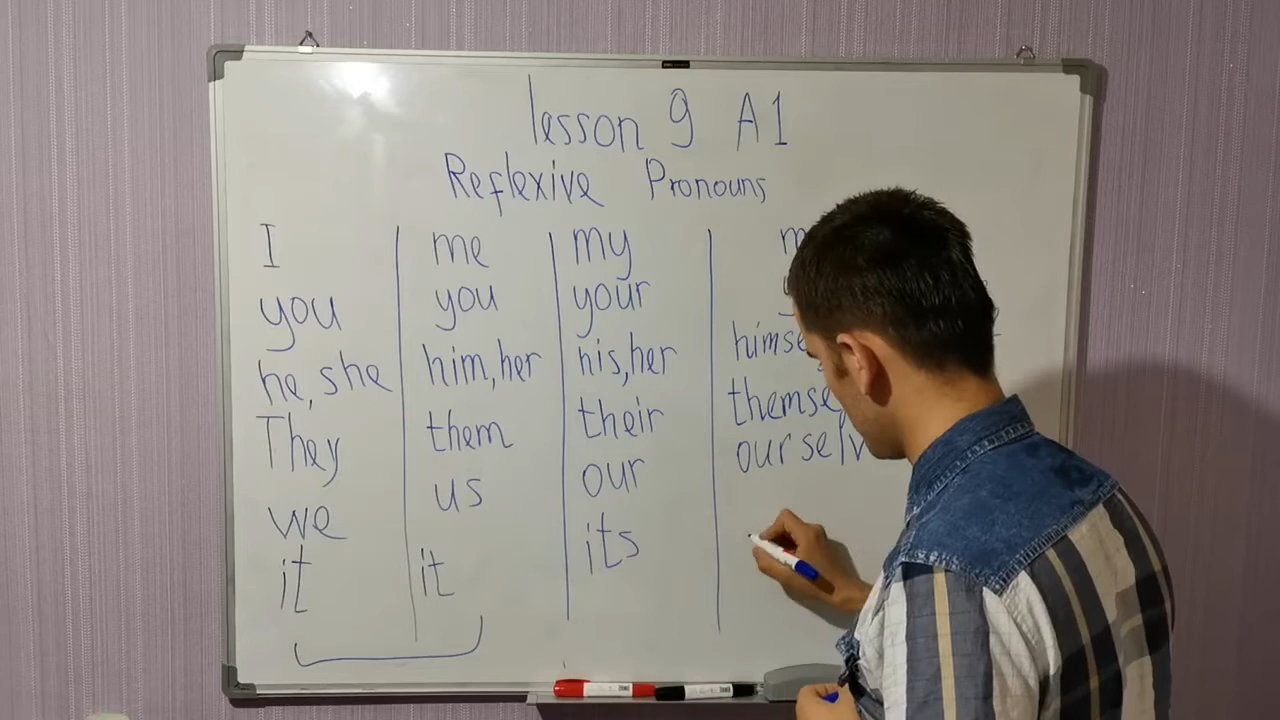 lesson 9 A1
Reflexive Pronouns
I me my
you you your
he, she him, her his, her
They them their
we us our
it it its